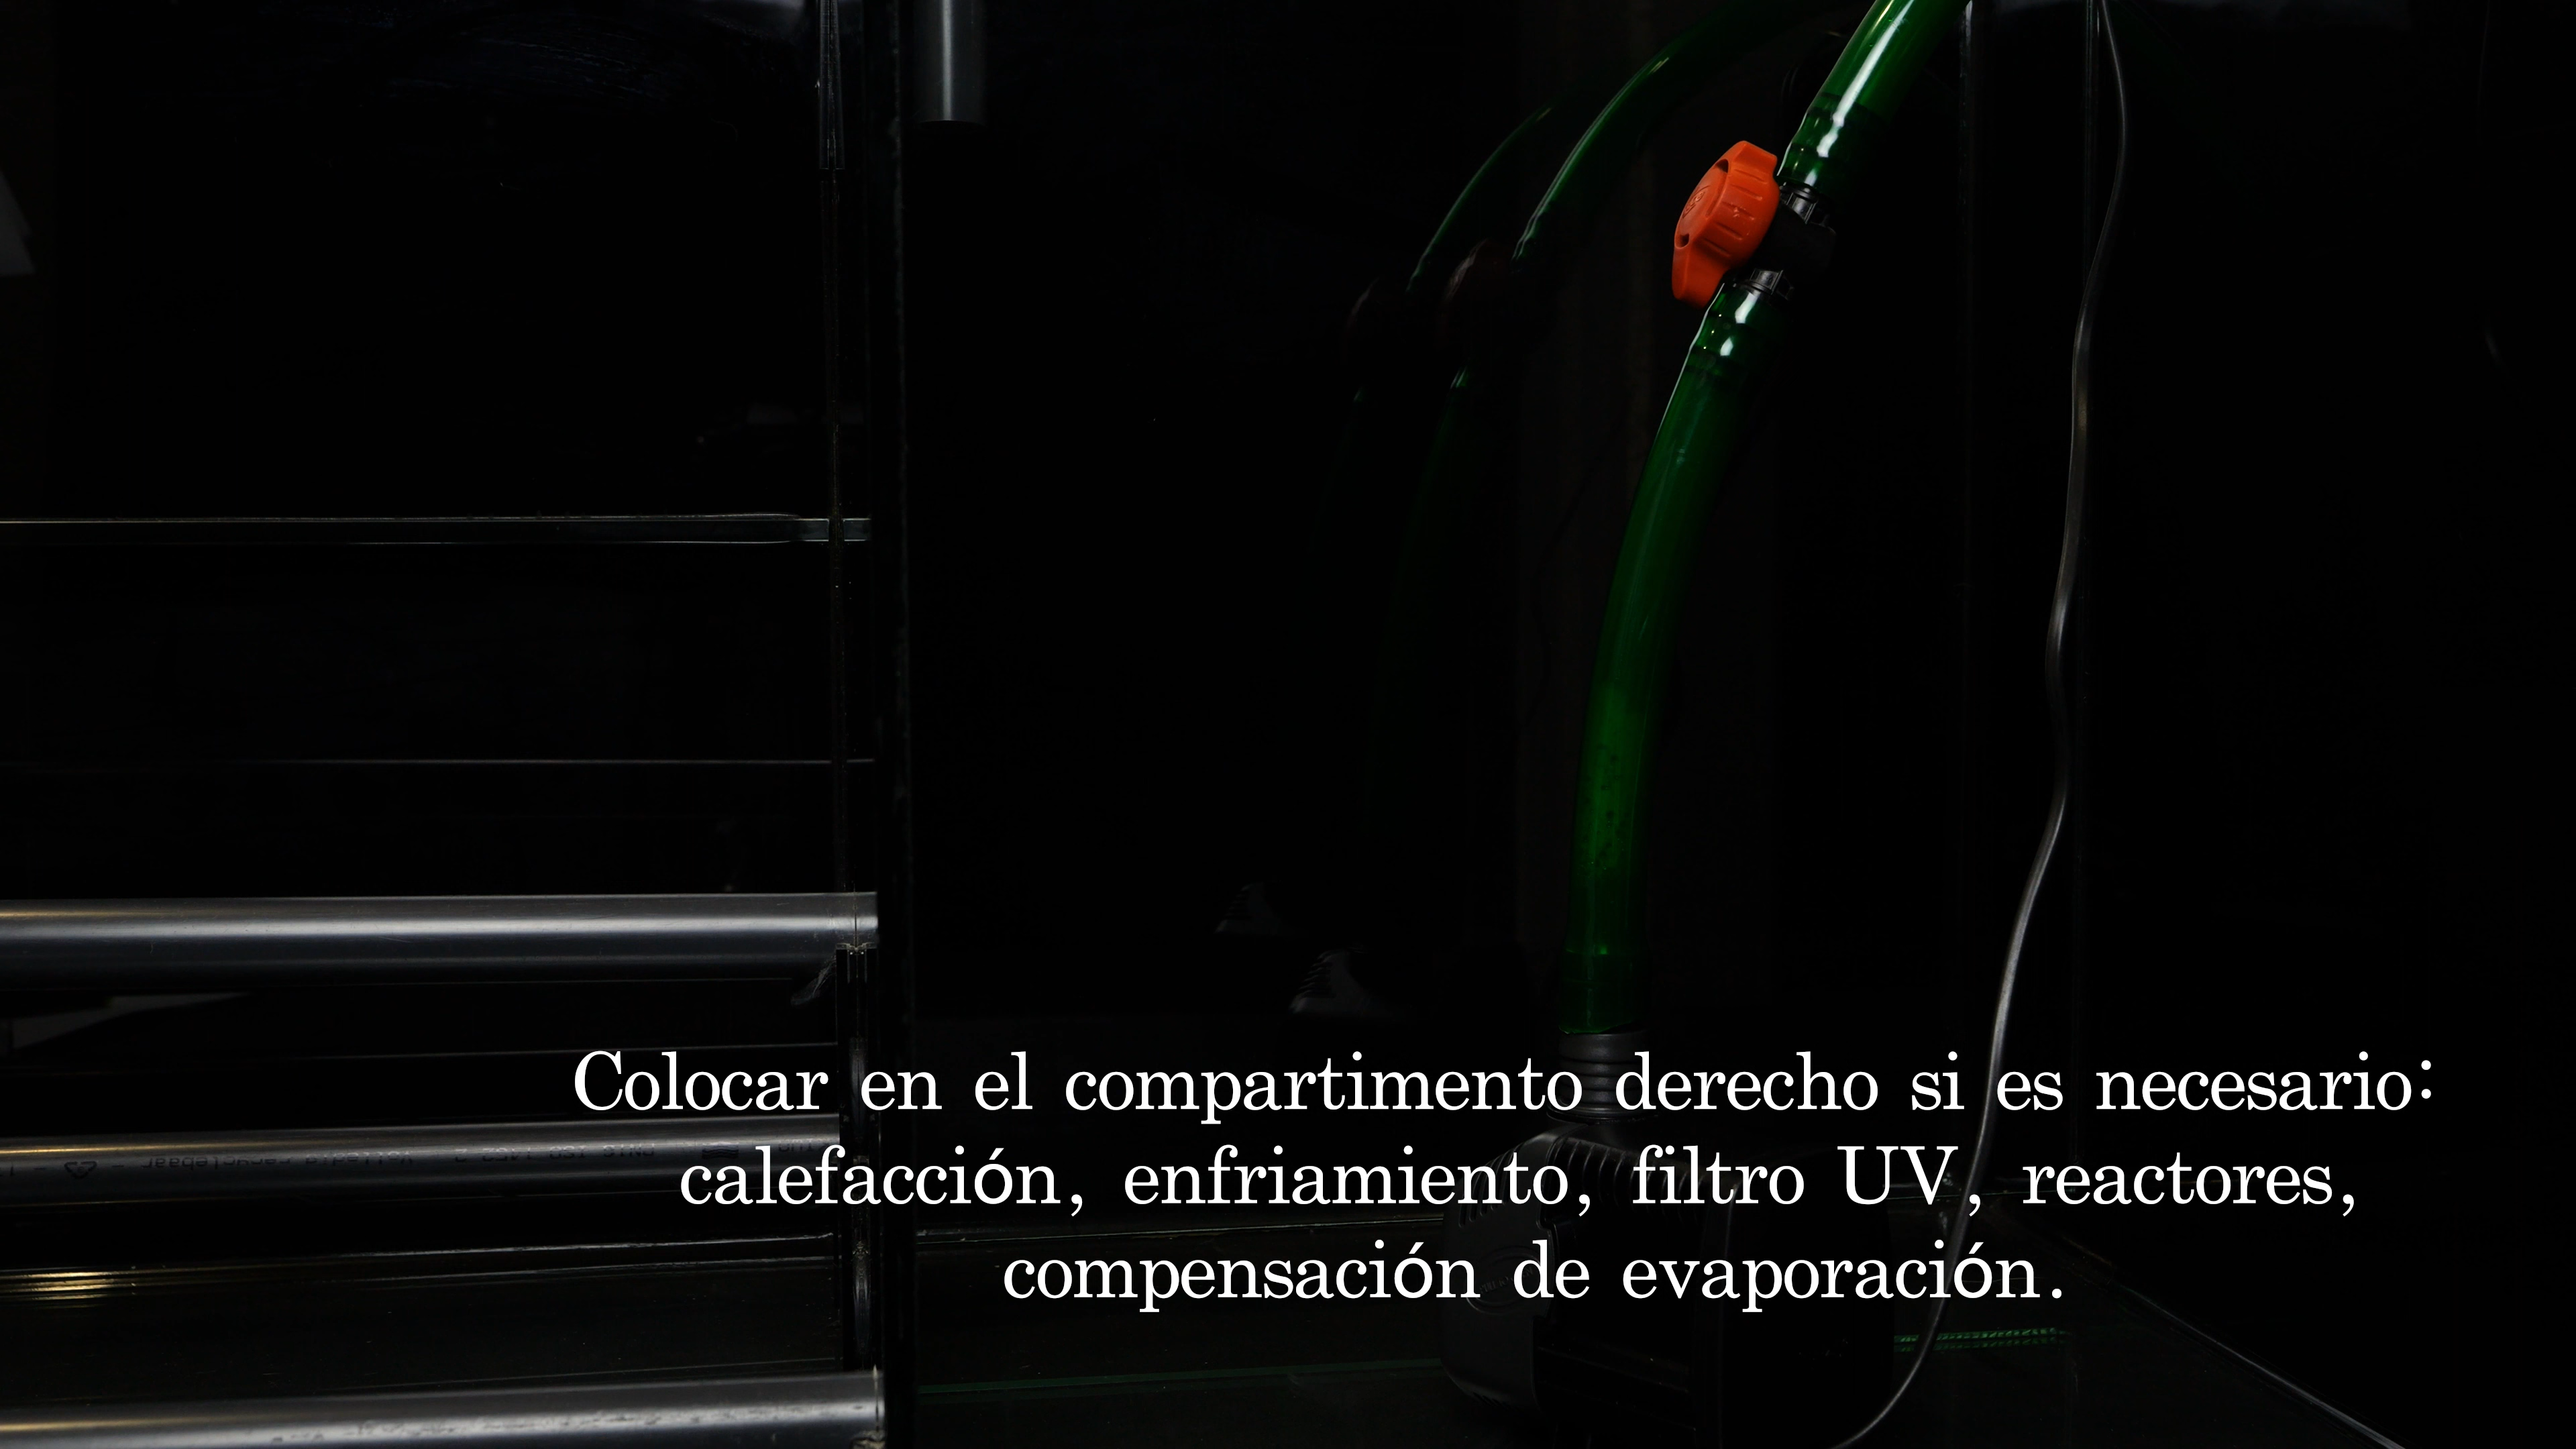 Colocar en el compartimento derecho si es necesario:
calefacción, enfriamiento, filtro UV, reactores,
compensación de evaporación.